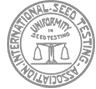 INTERNATIONAL SEED TESTING ASSOCIATION
UNIFORMITY
IN
SEED TESTING